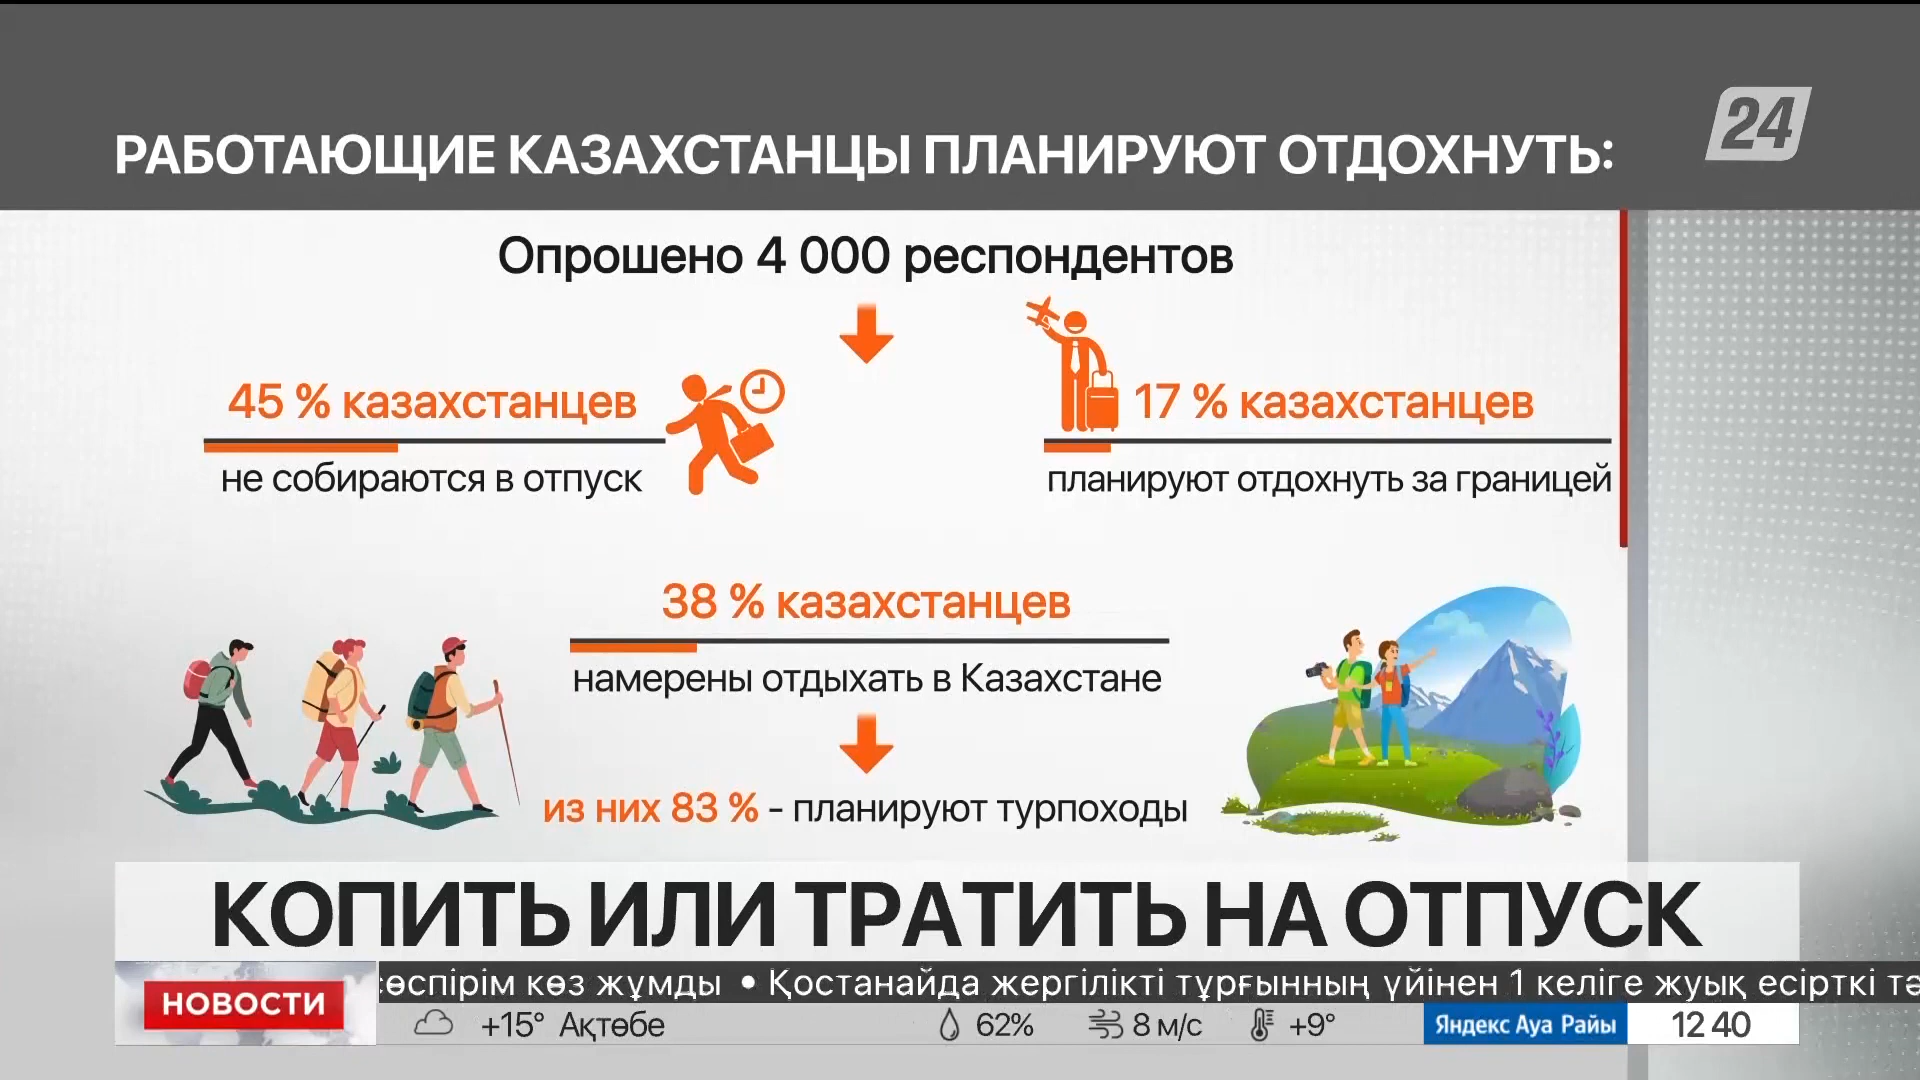 24
РАБОТАЮЩИЕ КАЗАХСТАНЦЫ ПЛАНИРУЮТ ОТДОХНУТЬ:
Опрошено 4 000 респондентов
45 % казахстанцев
не собираются в отпуск
17 % казахстанцев
планируют отдохнуть за границей
38 % казахстанцев
намерены отдыхать в Казахстане
из них 83 % - планируют турпоходы
КОПИТЬ ИЛИ ТРАТИТЬ НА ОТПУСК
НОВОСТИ
көз жұмды • Қостанайда жергілікті тұрғынның үйінен 1 келіге жуық есірткі
+15° Ақтөбе 62% 8 м/с +9° Яндекс Ауа Райы 12 40